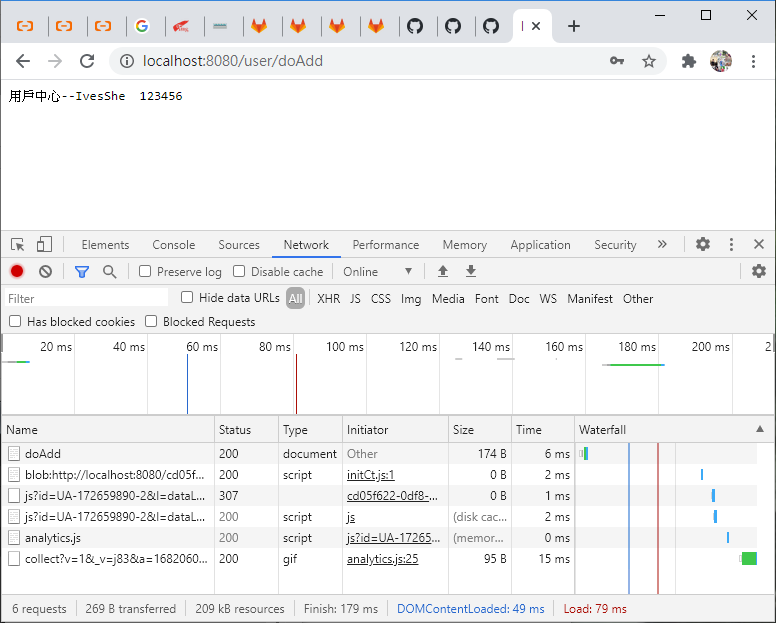 localhost:8080/user/doAdd
用戶中心--IvesShe 123456
Elements Console Sources Network Performance Memory Application Security »
Preserve log Disable cache Online
Filter Hide data URLs All XHR JS CSS Img Media Font Doc WS Manifest Other
Has blocked cookies Blocked Requests
20 ms 40 ms 60 ms 80 ms 100 ms 120 ms 140 ms 160 ms 180 ms 200 ms 2
Name Status Type Initiator Size Time Waterfall
doAdd 200 document Other 174 B 6 ms
blob:http://localhost:8080/cd05f... 200 script initCt.js:1 0 B 2 ms
js?id=UA-172659890-2&l=dataL... 307 cd05f622-0df8-... 0 B 1 ms
js?id=UA-172659890-2&l=dataL... 200 script js (disk cac... 2 ms
analytics.js 200 script js?id=UA-17265... (memor... 0 ms
collect?v=1&_v=j83&a=1682060... 200 gif analytics.js:25 95 B 15 ms
6 requests 269 B transferred 209 kB resources Finish: 179 ms DOMContentLoaded: 49 ms Load: 79 ms